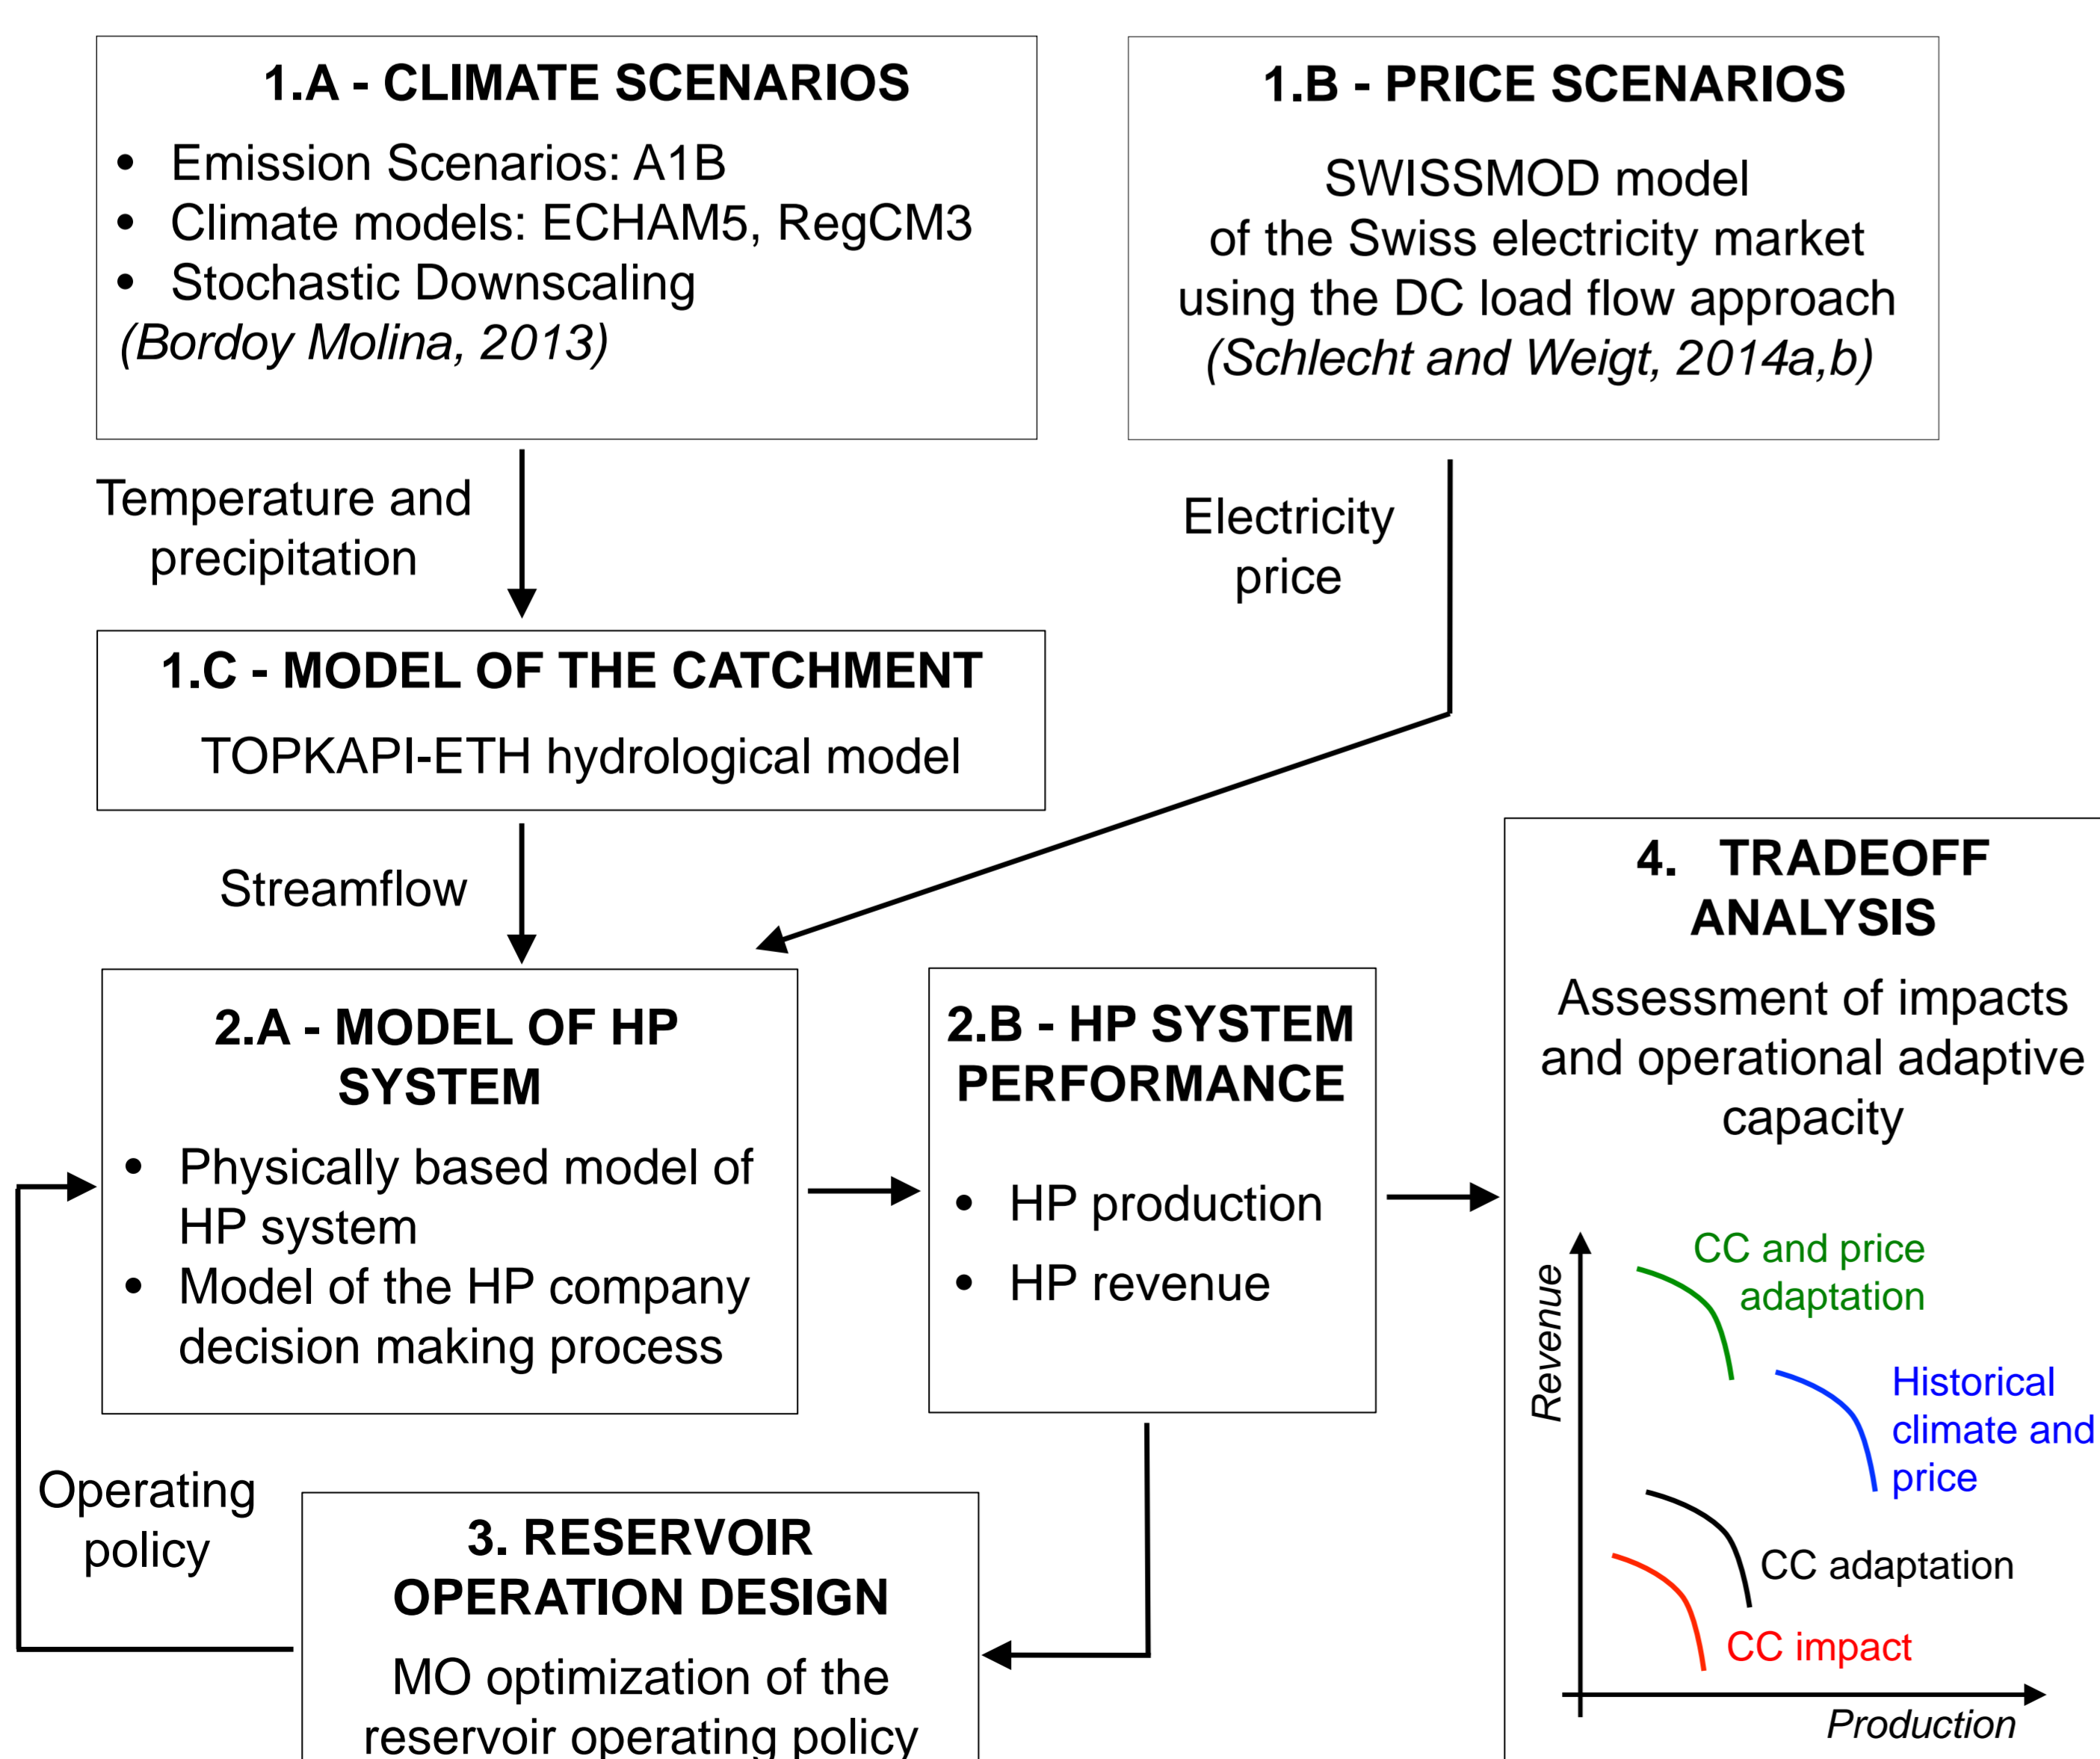 1.A - CLIMATE SCENARIOS
• Emission Scenarios: A1B
• Climate models: ECHAM5, RegCM3
• Stochastic Downscaling
(Bordoy Molina, 2013)
1.B - PRICE SCENARIOS
SWISSMOD model
of the Swiss electricity market
using the DC load flow approach
(Schlecht and Weigt, 2014a,b)
Temperature and
precipitation
Electricity
price
1.C - MODEL OF THE CATCHMENT
TOPKAPI-ETH hydrological model
Streamflow
2.A - MODEL OF HP
SYSTEM
• Physically based model of
HP system
• Model of the HP company
decision making process
2.B - HP SYSTEM
PERFORMANCE
• HP production
• HP revenue
Operating
policy
3. RESERVOIR
OPERATION DESIGN
MO optimization of the
reservoir operating policy
4. TRADEOFF
ANALYSIS
Assessment of impacts
and operational adaptive
capacity
Revenue
CC and price
adaptation
Historical
climate and
price
CC adaptation
CC impact
Production